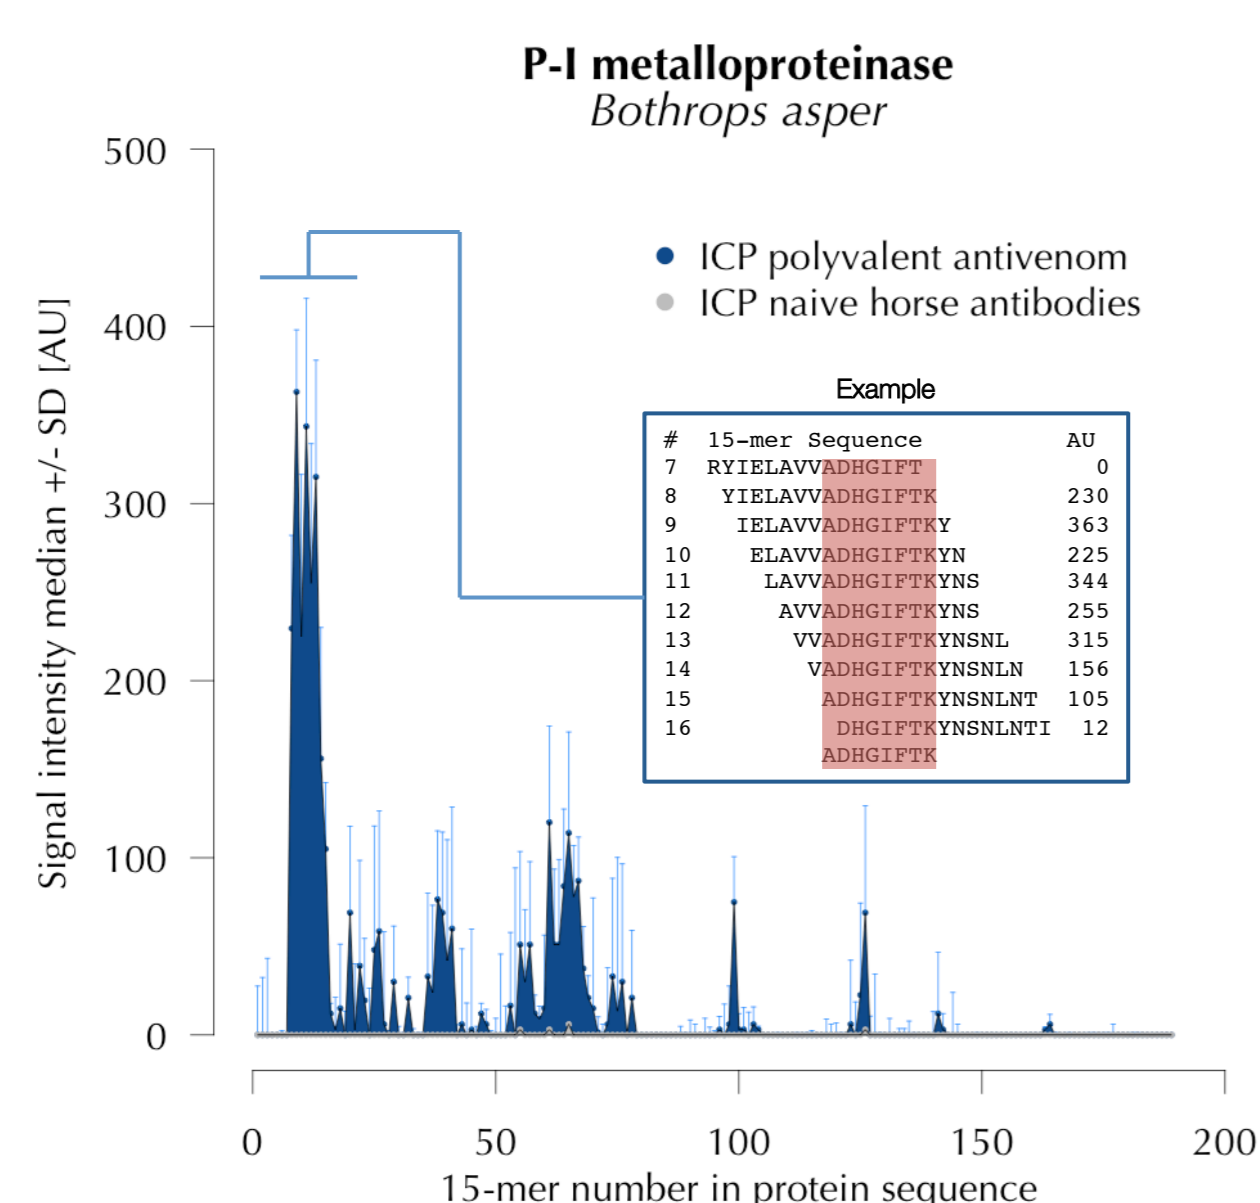 P-I metalloproteinase
Bothrops asper
500
400
300
200
100
0
Signal intensity median +/- SD [AU]
ICP polyvalent antivenom
ICP naive horse antibodies
Example
# 15-mer Sequence AU
7 RYIELAVVADHGIFT 0
8 YIELAVVADHGIFTK 230
9 IELAVVADHGIFTKY 363
10 ELAVVADHGIFTKYN 225
11 LAVVADHGIFTKYNS 344
12 AVVADHGIFTKYNS 255
13 VVADHGIFTKYNSNL 315
14 VADHGIFTKYNSNLN 156
15 ADHGIFTKYNSNLNT 105
16 DHGIFTKYNSNLNTI 12
ADHGIFTK
0 50 100 150 200
15-mer number in protein sequence